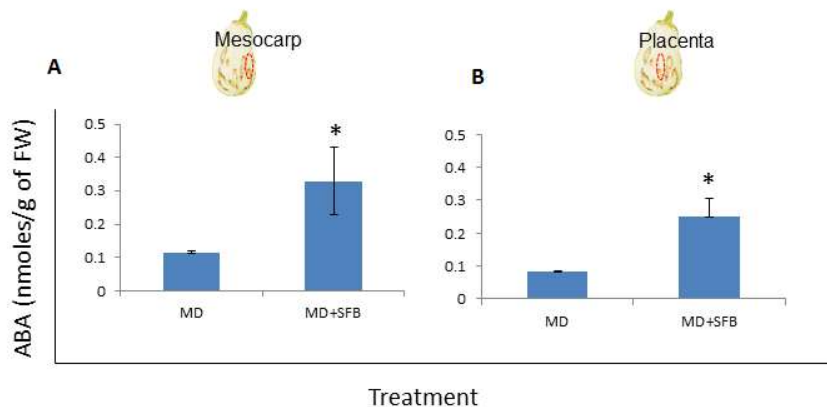 Mesocarp
Placenta
A
B
ABA (nmoles/g of FW)
0.5
0.4
0.3
0.2
0.1
0
*
MD
MD+SFB
0.5
0.4
0.3
0.2
0.1
0
*
MD
MD+SFB
Treatment